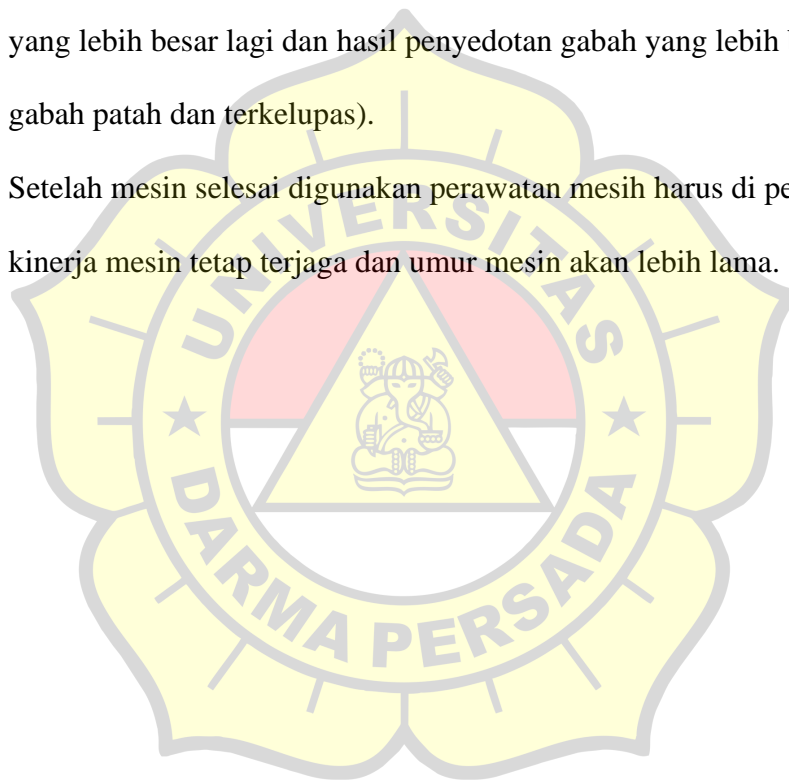 yang lebih besar lagi dan hasil penyedotan gabah yang lebih
gabah patah dan terkelupas).
Setelah mesin selesai digunakan perawatan mesih harus di
kinerja mesin tetap terjaga dan umur mesin akan lebih lama.
UNIVERSITAS
DARMA PERSADA